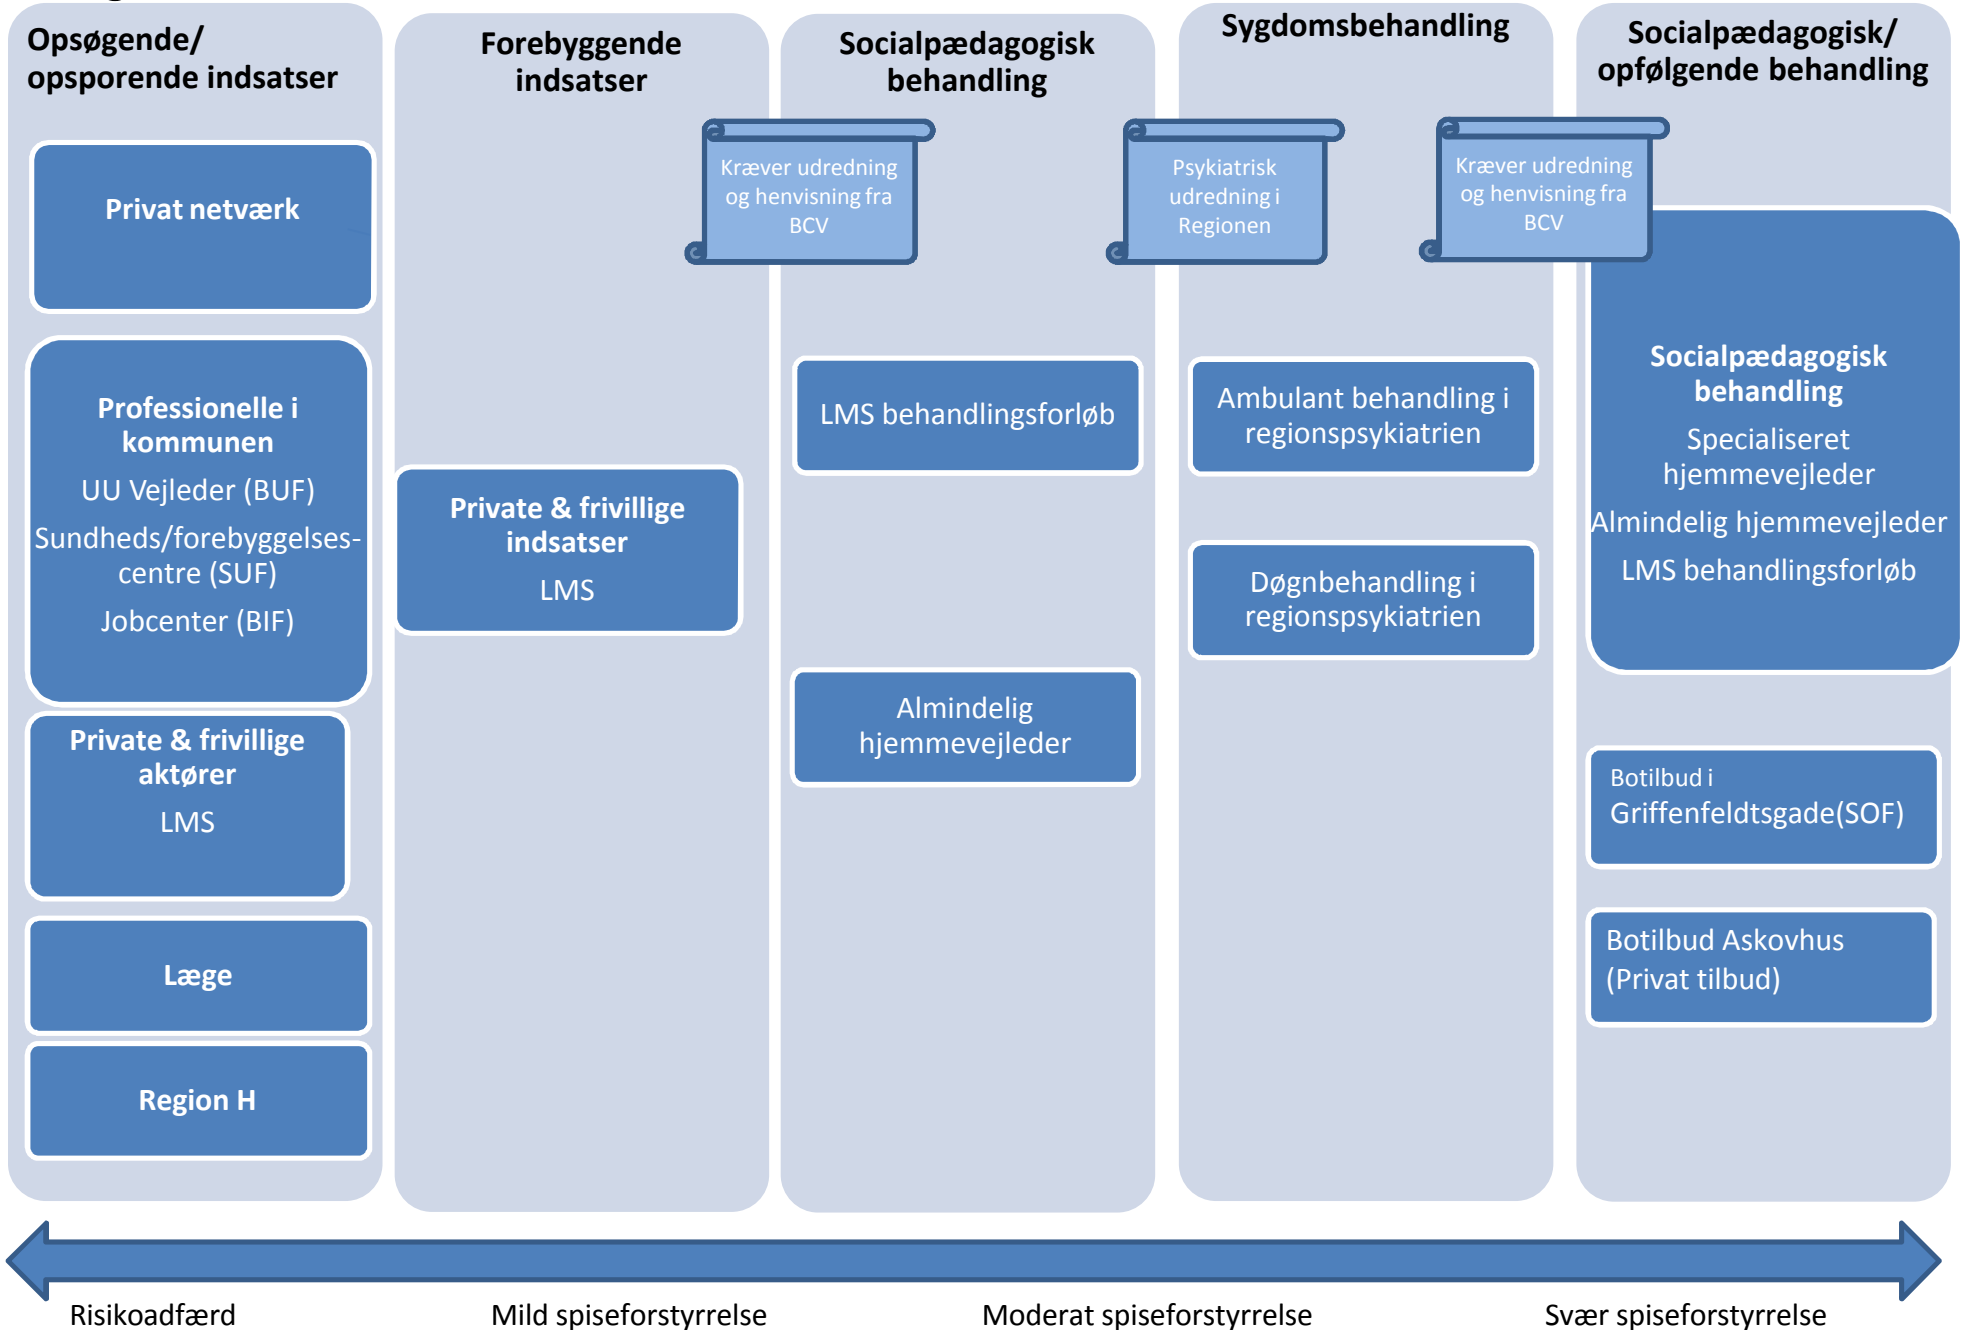 Opsøgende/
opsporende indsatser
Privat netværk
Professionelle i
kommunen
UU Vejleder (BUF)
Sundheds/forebyggelses-
centre (SUF)
Jobcenter (BIF)
Private & frivillige
aktører
LMS
Læge
Region H
Forebyggende
indsatser
Private & frivillige
indsatser
LMS
Kræver udredning
og henvisning fra
BCV
Socialpædagogisk
behandling
LMS behandlingsforløb
Almindelig
hjemmevejleder
Psykiatrisk
udredning i
Regionen
Sygdomsbehandling
Ambulant behandling i
regionspsykiatrien
Døgnbehandling i
regionspsykiatrien
Kræver udredning
og henvisning fra
BCV
Socialpædagogisk/
opfølgende behandling
Socialpædagogisk
behandling
Specialiseret
hjemmevejleder
Almindelig hjemmevejleder
LMS behandlingsforløb
Botilbud i
Griffenfeldtsgade(SOF)
Botilbud Askovhus
(Privat tilbud)
Risikoadfærd
Mild spiseforstyrrelse
Moderat spiseforstyrrelse
Svær spiseforstyrrelse